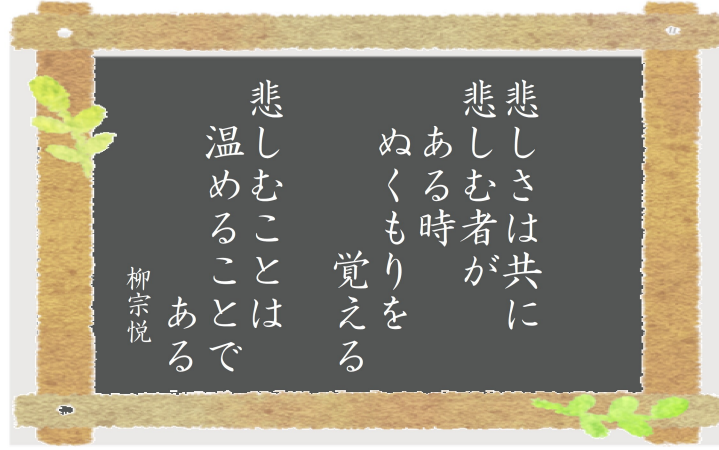 悲しさは共に
悲しむ者が
ある時
ぬくもりを
覚える
悲しむことは
温めることで
ある
柳宗悦